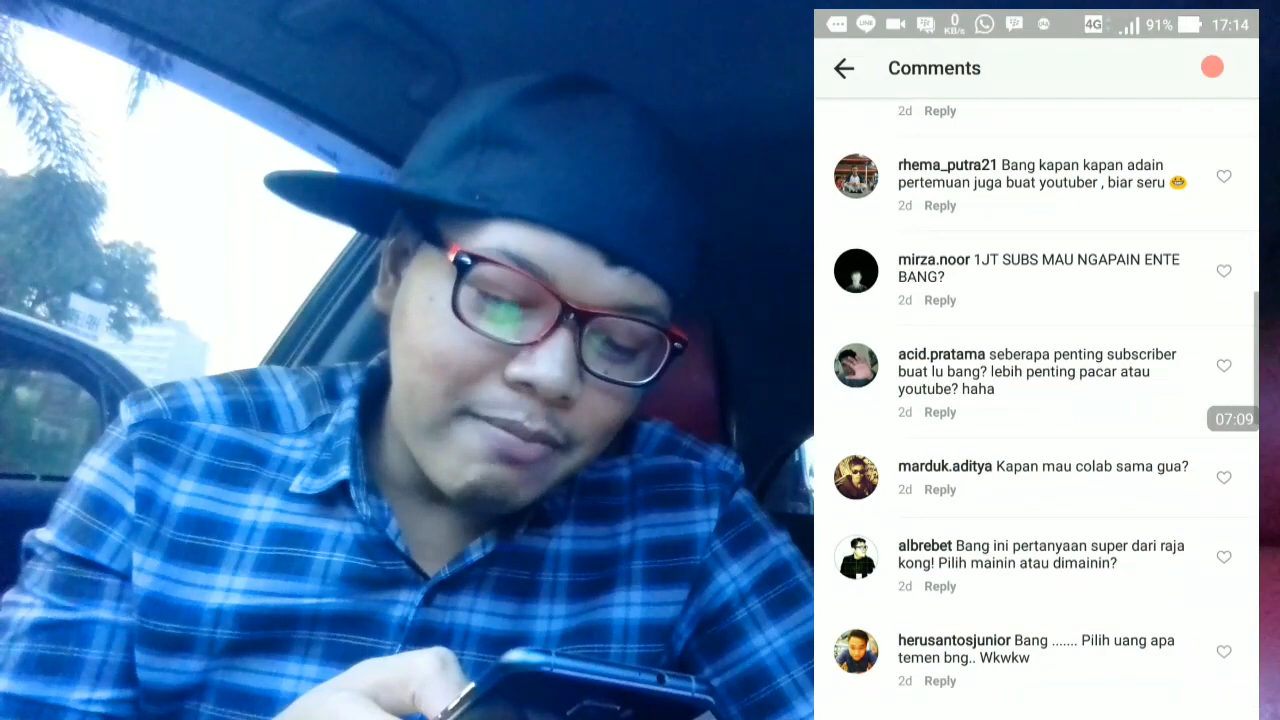 LINE
0
KB/s
4G
91%
17:14
Comments
2d Reply
rhema_putra21 Bang kapan kapan adain
pertemuan juga buat youtuber , biar seru 😁
2d Reply
mirza.noor 1JT SUBS MAU NGAPAIN ENTE
BANG?
2d Reply
acid.pratama seberapa penting subscriber
buat lu bang? lebih penting pacar atau
youtube? haha
2d Reply
07:09
marduk.aditya Kapan mau colab sama gua?
2d Reply
albrebet Bang ini pertanyaan super dari raja
kong! Pilih mainin atau dimainin?
2d Reply
herusantosjunior Bang ....... Pilih uang apa
temen bng.. Wkwkw
2d Reply